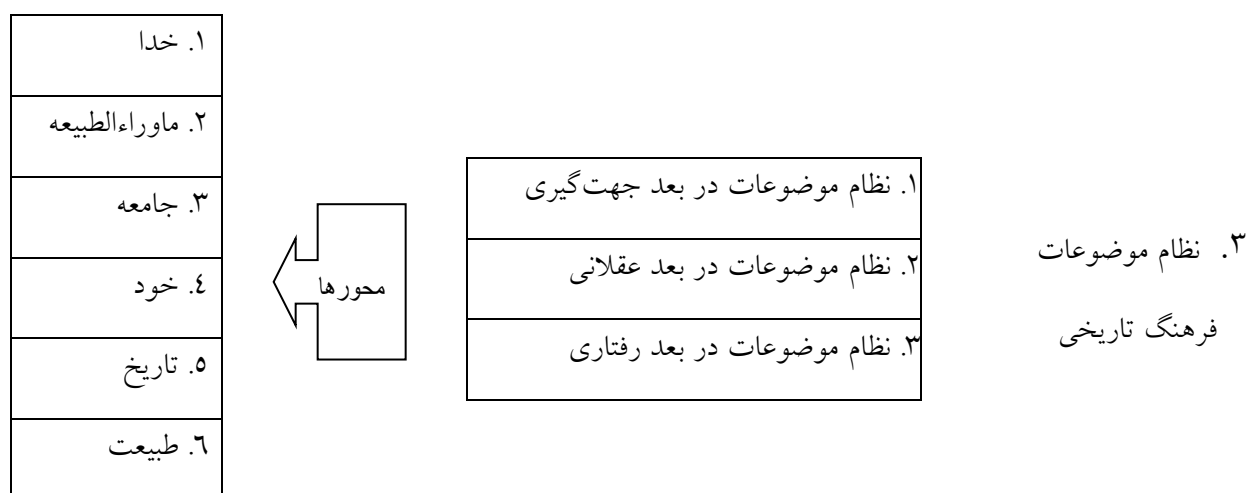 ۳. نظام موضوعات
فرهنگ تاریخی
۱. نظام موضوعات در بعد جهت‌گیری
۲. نظام موضوعات در بعد عقلانی
۳. نظام موضوعات در بعد رفتاری
محورها
۱. خدا
۲. ماوراءالطبیعه
۳. جامعه
٤. خود
٥. تاریخ
٦. طبیعت